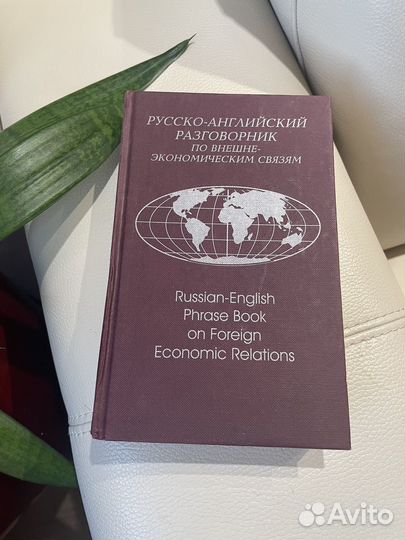 РУССКО-АНГЛИЙСКИЙ
РАЗГОВОРНИК
ПО ВНЕШНЕ-
ЭКОНОМИЧЕСКИМ СВЯЗЯМ
Russian-English
Phrase Book
on Foreign
Economic Relations
Avito